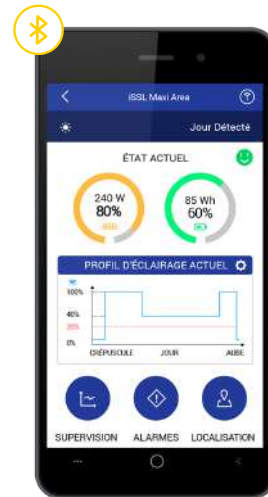 iSSL Maxi Area
Jour Détecté
ÉTAT ACTUEL
240 W
80%
85 Wh
60%
PROFIL D'ÉCLAIRAGE ACTUEL
100%
40%
20%
0%
CRÉPUSCULE JOUR AUBE
SUPERVISION ALARMES LOCALISATION